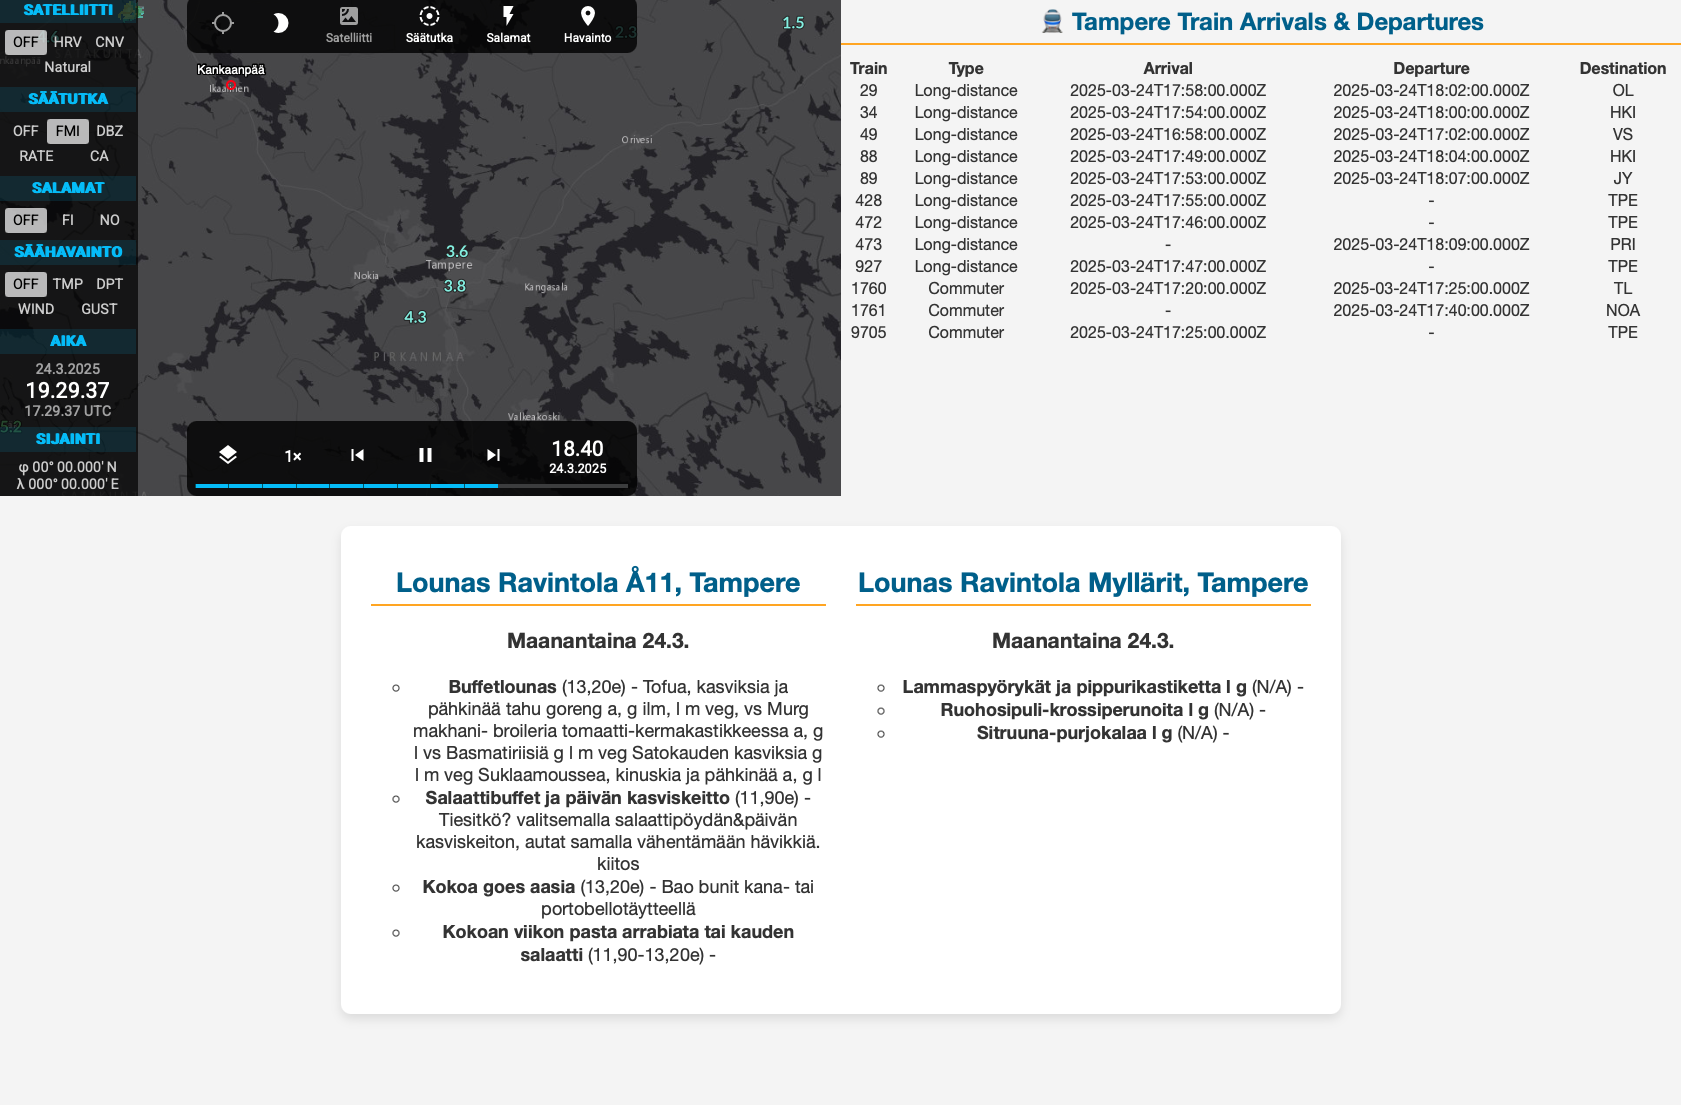 SATELLIITTI
OFF HRV CNV
Natural
SÄÄTUTKA
OFF FMI DBZ
RATE CA
SALAMAT
OFF FI NO
SÄÄHAVAINTO
OFF TMP DPT
WIND GUST
AIKA
24.3.2025
19.29.37
17.29.37 UTC
5.2
SIJAINTI
φ 00° 00.000' N
λ 000° 00.000' E
Satelliitti Säätutka Salamat Havainto
2.3
1.5
Kankaanpää
Ikaalinen
Orivesi
3.6
Tampere
Nokia
3.8
Kangasala
4.3
PIRKANMAA
Valkeakoski
1×
18.40
24.3.2025
Tampere Train Arrivals & Departures
Train Type Arrival Departure Destination
29 Long-distance 2025-03-24T17:58:00.000Z 2025-03-24T18:02:00.000Z OL
34 Long-distance 2025-03-24T17:54:00.000Z 2025-03-24T18:00:00.000Z HKI
49 Long-distance 2025-03-24T16:58:00.000Z 2025-03-24T17:02:00.000Z VS
88 Long-distance 2025-03-24T17:49:00.000Z 2025-03-24T18:04:00.000Z HKI
89 Long-distance 2025-03-24T17:53:00.000Z 2025-03-24T18:07:00.000Z JY
428 Long-distance 2025-03-24T17:55:00.000Z - TPE
472 Long-distance 2025-03-24T17:46:00.000Z - TPE
473 Long-distance - 2025-03-24T18:09:00.000Z PRI
927 Long-distance 2025-03-24T17:47:00.000Z - TPE
1760 Commuter 2025-03-24T17:20:00.000Z 2025-03-24T17:25:00.000Z TL
1761 Commuter - 2025-03-24T17:40:00.000Z NOA
9705 Commuter 2025-03-24T17:25:00.000Z - TPE
Lounas Ravintola Å11, Tampere
Maanantaina 24.3.
Buffetlounas (13,20e) - Tofua, kasviksia ja
pähkinää tahu goreng a, g ilm, l m veg, vs Murg
makhani- broileria tomaatti-kermakastikkeessa a, g
l vs Basmatiriisiä g l m veg Satokauden kasviksia g
l m veg Suklaamoussea, kinuskia ja pähkinää a, g l
Salaattibuffet ja päivän kasviskeitto (11,90e) -
Tiesitkö? valitsemalla salaattipöydän&päivän
kasviskeiton, autat samalla vähentämään hävikkiä.
kiitos
Kokoa goes aasia (13,20e) - Bao bunit kana- tai
portobellotäytteellä
Kokoan viikon pasta arrabiata tai kauden
salaatti (11,90-13,20e) -
Lounas Ravintola Myllärit, Tampere
Maanantaina 24.3.
Lammaspyörykät ja pippurikastiketta l g (N/A) -
Ruohosipuli-krossiperunoita l g (N/A) -
Sitruuna-purjokalaa l g (N/A) -